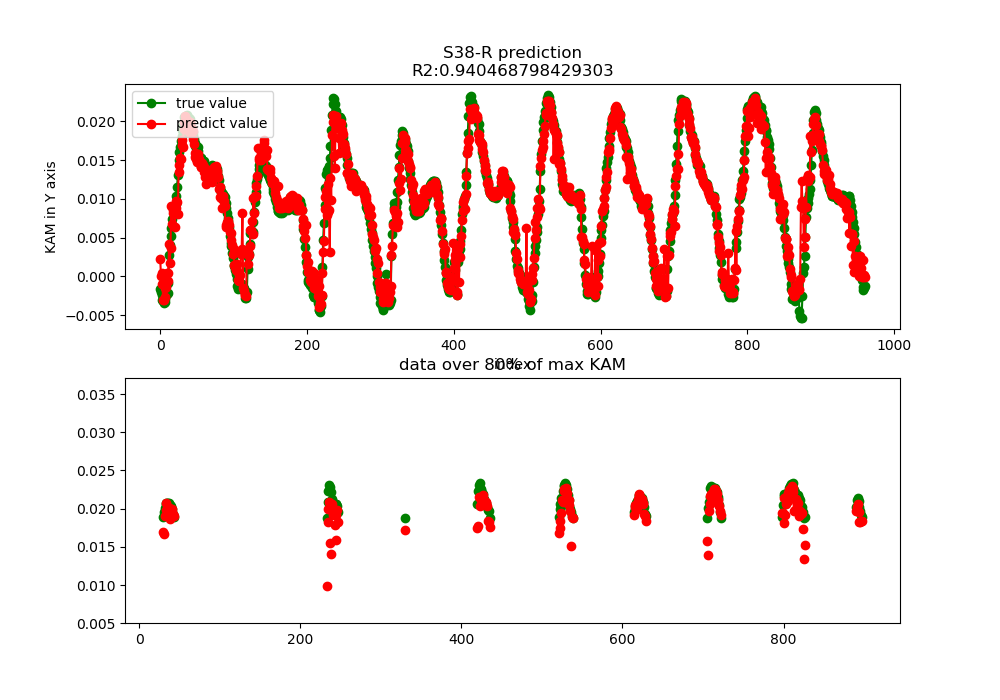 S38-R prediction
R2:0.940468798429303
true value
predict value
KAM in Y axis
0.020
0.015
0.010
0.005
0.000
−0.005
0 200 400 600 800 1000
index
data over 80% of max KAM
0.035
0.030
0.025
0.020
0.015
0.010
0.005
0 200 400 600 800